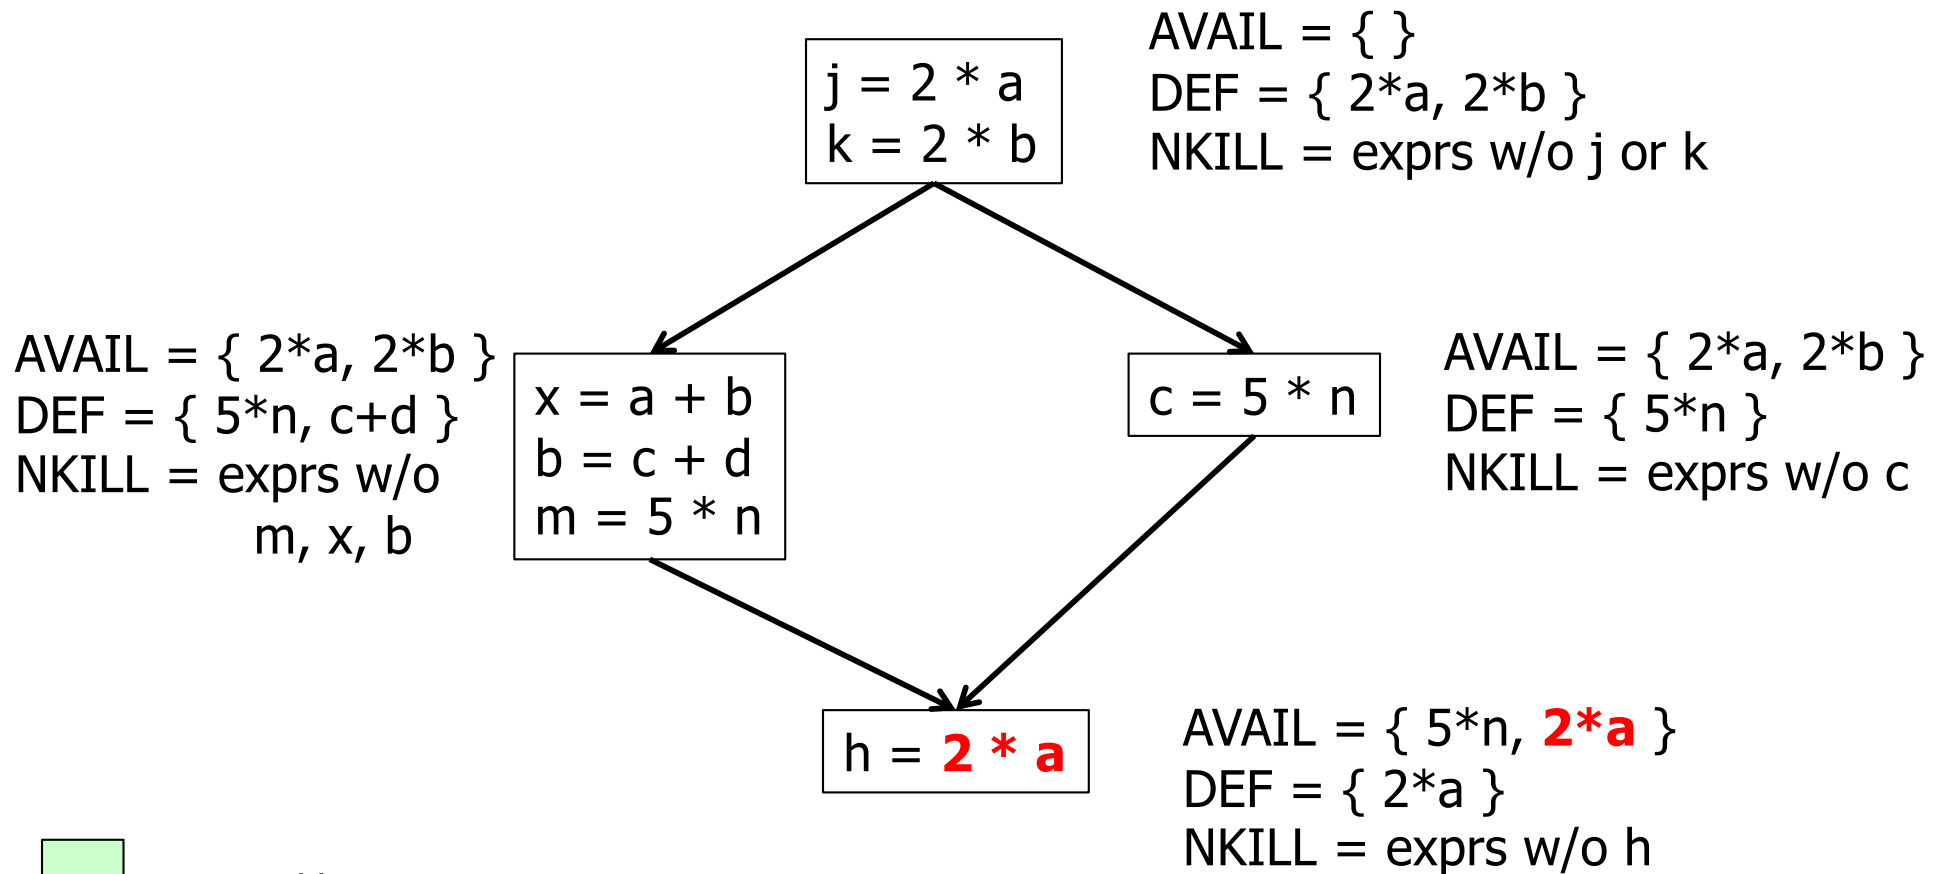 AVAIL = { }
DEF = { 2*a, 2*b }
NKILL = exprs w/o j or k
j = 2 * a
k = 2 * b
AVAIL = { 2*a, 2*b }
DEF = { 5*n, c+d }
NKILL = exprs w/o
m, x, b
x = a + b
b = c + d
m = 5 * n
c = 5 * n
AVAIL = { 2*a, 2*b }
DEF = { 5*n }
NKILL = exprs w/o c
h = 2 * a
AVAIL = { 5*n, 2*a }
DEF = { 2*a }
NKILL = exprs w/o h